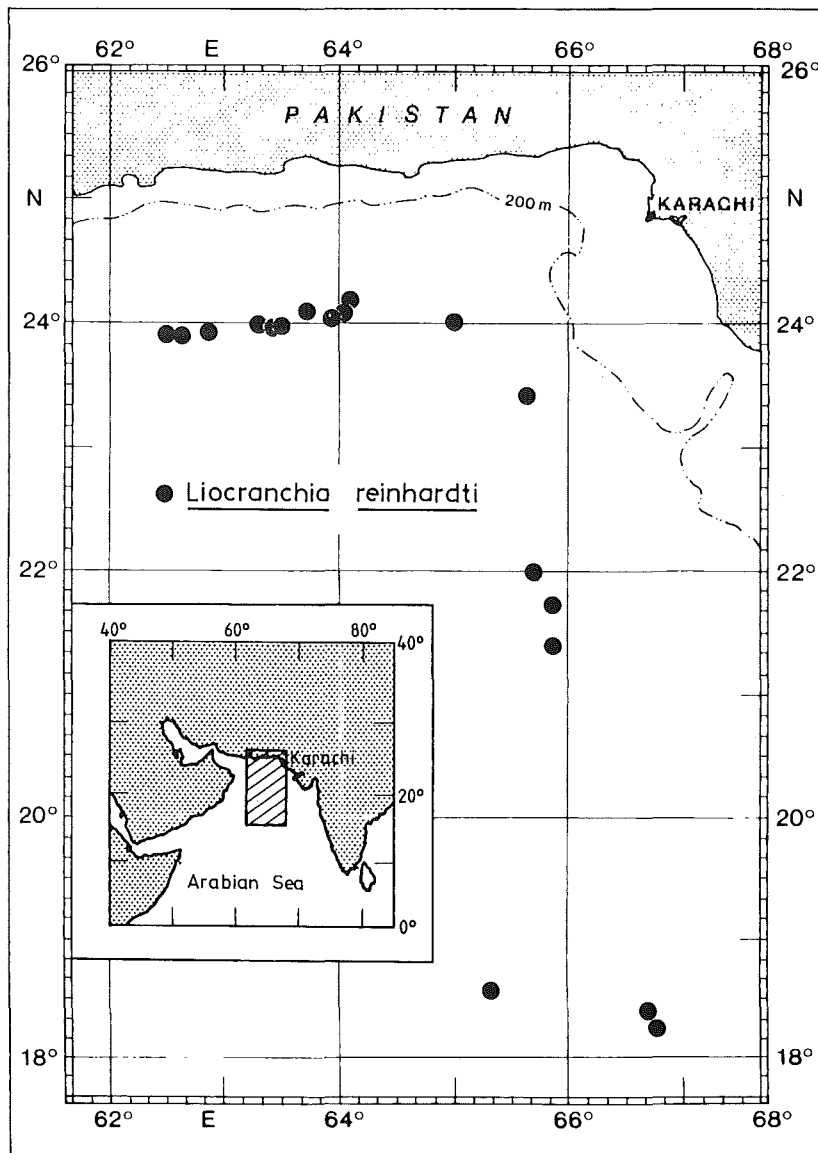 62° E 64° 66° 68°
26° 26°
PAKISTAN
N N
200 m
KARACHI
24° 24°
Liocranchia reinhardti
22° 22°
40° 60° 80°
40°
Karachi
20°
20° 20°
Arabian Sea
0°
18° 18°
62° E 64° 66° 68°